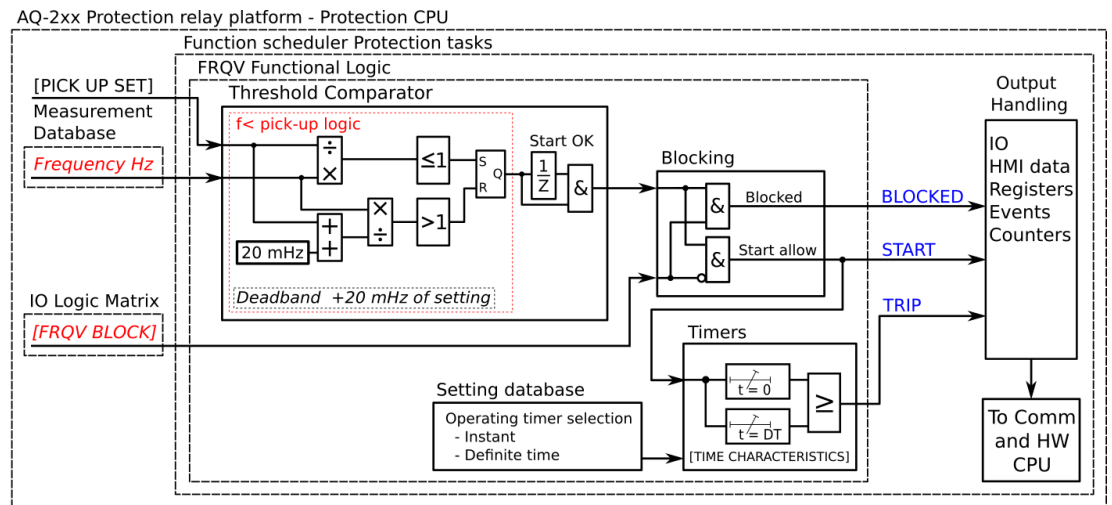 AQ-2xx Protection relay platform - Protection CPU
Function scheduler Protection tasks
FRQV Functional Logic
[PICK UP SET]
Measurement
Database
Frequency Hz
Threshold Comparator
f< pick-up logic
÷
×
≤1
S
R
Q
Start OK
1
Z
&
×
÷
>1
+
+
20 mHz
Deadband +20 mHz of setting
Blocking
&
Blocked
&
Start allow
BLOCKED
START
TRIP
Output
Handling
IO
HMI data
Registers
Events
Counters
To Comm
and HW
CPU
IO Logic Matrix
[FRQV BLOCK]
Timers
t = 0
t = DT
≥
[TIME CHARACTERISTICS]
Setting database
Operating timer selection
- Instant
- Definite time